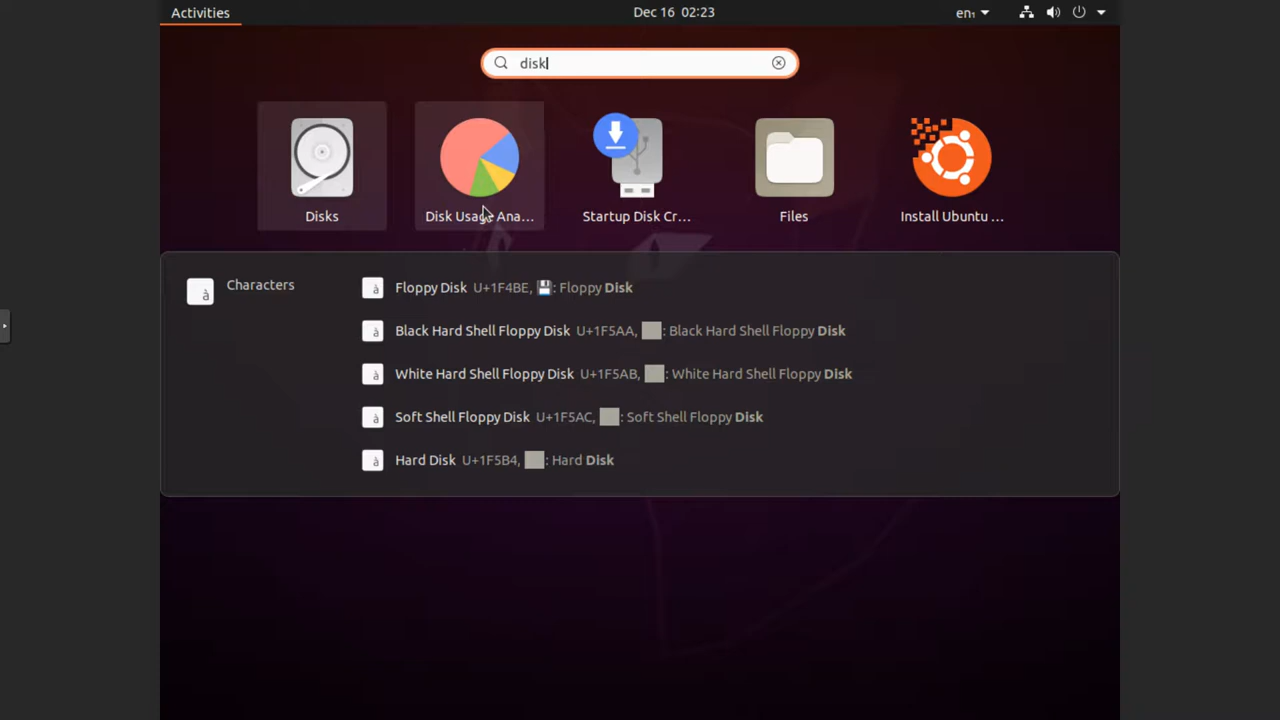 Activities Dec 16 02:23 en₁
disk
Disks Disk Usage Ana... Startup Disk Cr... Files Install Ubuntu ...
Characters
Floppy Disk U+1F4BE, 💾: Floppy Disk
Black Hard Shell Floppy Disk U+1F5AA, : Black Hard Shell Floppy Disk
White Hard Shell Floppy Disk U+1F5AB, : White Hard Shell Floppy Disk
Soft Shell Floppy Disk U+1F5AC, : Soft Shell Floppy Disk
Hard Disk U+1F5B4, : Hard Disk